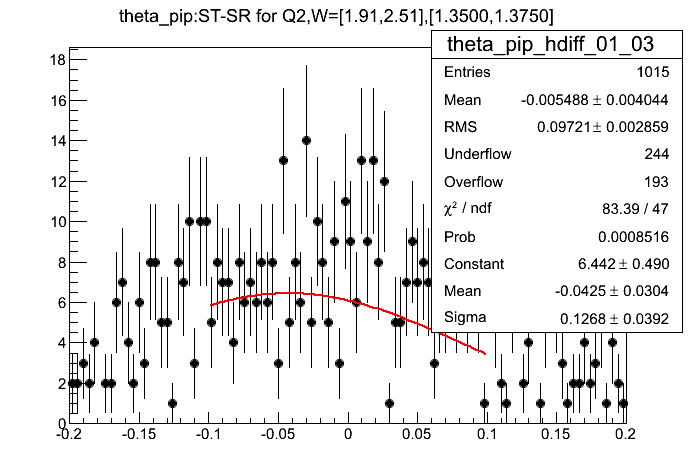 theta_pip:ST-SR for Q2,W=[1.91,2.51],[1.3500,1.3750]
theta_pip_hdiff_01_03
Entries 1015
Mean -0.005488 ± 0.004044
RMS 0.09721 ± 0.002859
Underflow 244
Overflow 193
χ² / ndf 83.39 / 47
Prob 0.0008516
Constant 6.442 ± 0.490
Mean -0.0425 ± 0.0304
Sigma 0.1268 ± 0.0392
18
16
14
12
10
8
6
4
2
0
-0.2 -0.15 -0.1 -0.05 0 0.05 0.1 0.15 0.2